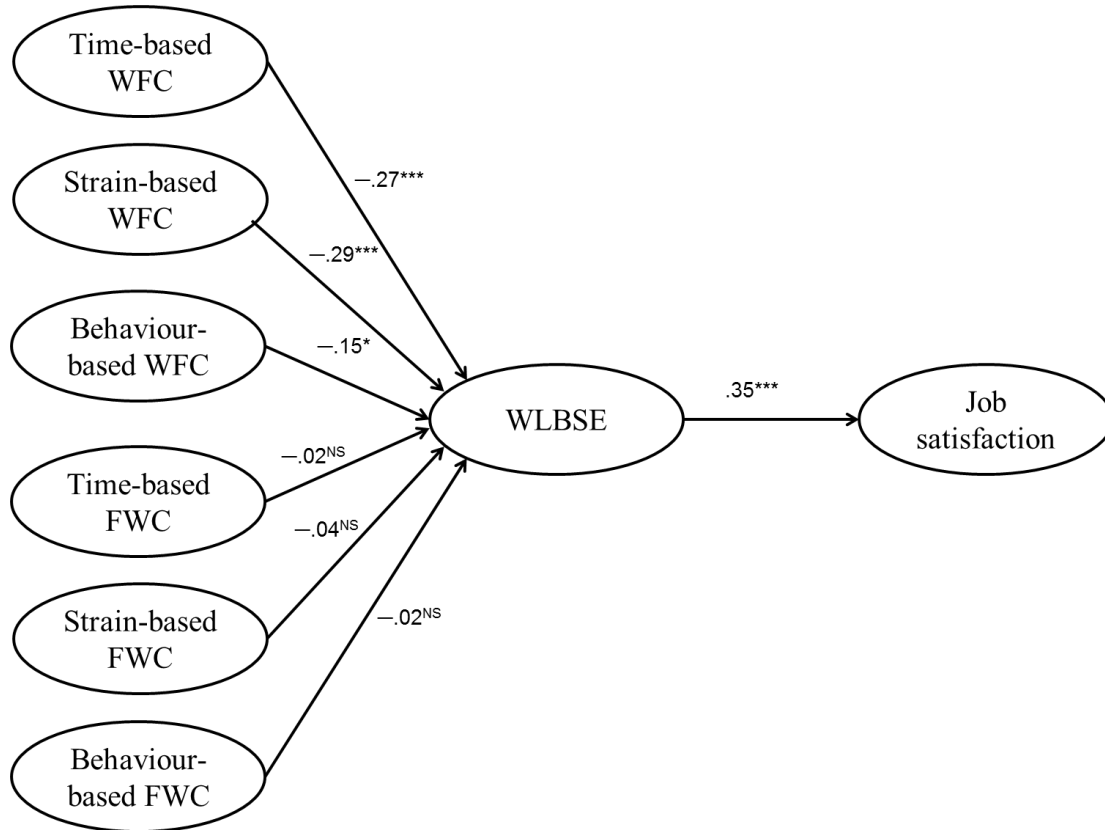 Time-based
WFC
Strain-based
WFC
—.27***
—.29***
Behaviour-
based WFC
—.15*
WLBSE
.35***
Job
satisfaction
Time-based
FWC
—.02NS
—.04NS
Strain-based
FWC
—.02NS
Behaviour-
based FWC